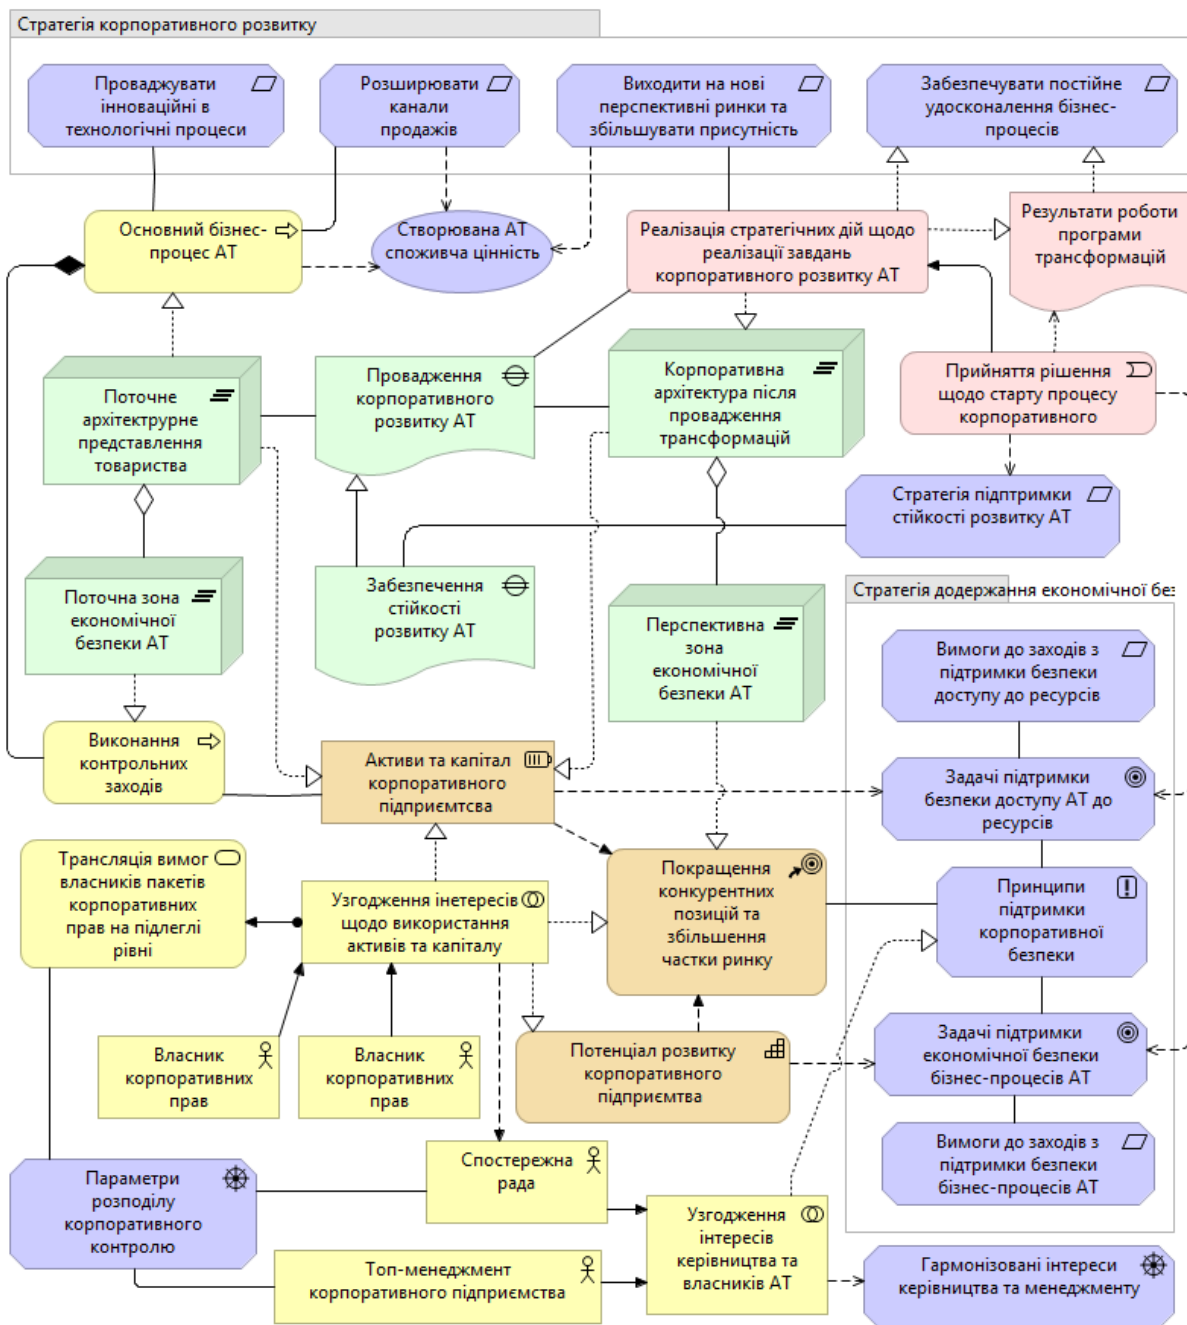 Стратегія корпоративного розвитку
Проваджувати
інноваційні в
технологічні процеси
Розширювати
канали
продажів
Виходити на нові
перспективні ринки та
збільшувати присутність
Забезпечувати постійне
удосконалення бізнес-
процесів
Основний бізнес-
процес АТ
Створювана АТ
споживча цінність
Реалізація стратегічних дій щодо
реалізації завдань
корпоративного розвитку АТ
Результати роботи
програми
трансформацій
Поточне
архітектрурне
представлення
товариства
Провадження
корпоративного
розвитку АТ
Корпоративна
архітектура після
провадження
трансформацій
Прийняття рішення
щодо старту процесу
корпоративного
Стратегія підптримки
стійкості розвитку АТ
Поточна зона
економічної
безпеки АТ
Забезпечення
стійкості
розвитку АТ
Перспективна
зона
економічної
безпеки АТ
Стратегія додержання економічної без
Вимоги до заходів з
підтримки безпеки
доступу до ресурсів
Виконання
контрольних
заходів
Активи та капітал
корпоративного
підприємтсва
Задачі підтримки
безпеки доступу АТ до
ресурсів
Трансляція вимог
власників пакетів
корпоративних
прав на підлеглі
рівні
Узгодження інетересів
щодо використання
активів та капіталу
Покращення
конкурентних
позицій та
збільшення
частки ринку
Принципи
підтримки
корпоративної
безпеки
Власник
корпоративних
прав
Власник
корпоративних
прав
Потенціал розвитку
корпоративного
підприємтва
Задачі підтримки
економічної безпеки
бізнес-процесів АТ
Вимоги до заходів з
підтримки безпеки
бізнес-процесів АТ
Спостережна
рада
Параметри
розподілу
корпоративного
контролю
Узгодження
інтересів
керівництва та
власників АТ
Топ-менеджмент
корпоративного підприємства
Гармонізовані інтереси
керівництва та менеджменту